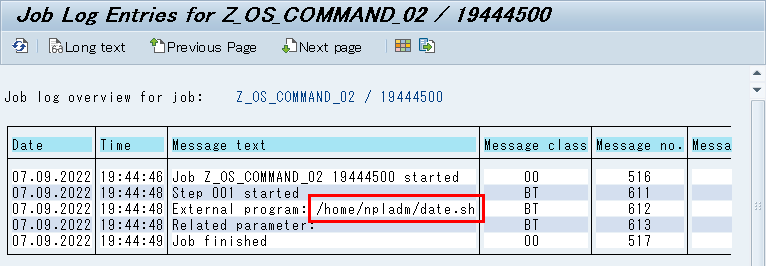 Job Log Entries for Z_OS_COMMAND_02 / 19444500
Long text Previous Page Next page
Job log overview for job: Z_OS_COMMAND_02 / 19444500
Date Time Message text Message class Message no. Messa
07.09.2022 19:44:46 Job Z_OS_COMMAND_02 19444500 started 00 516
07.09.2022 19:44:48 Step 001 started BT 611
07.09.2022 19:44:48 External program: /home/npladm/date.sh BT 612
07.09.2022 19:44:48 Related parameter: BT 613
07.09.2022 19:44:49 Job finished 00 517